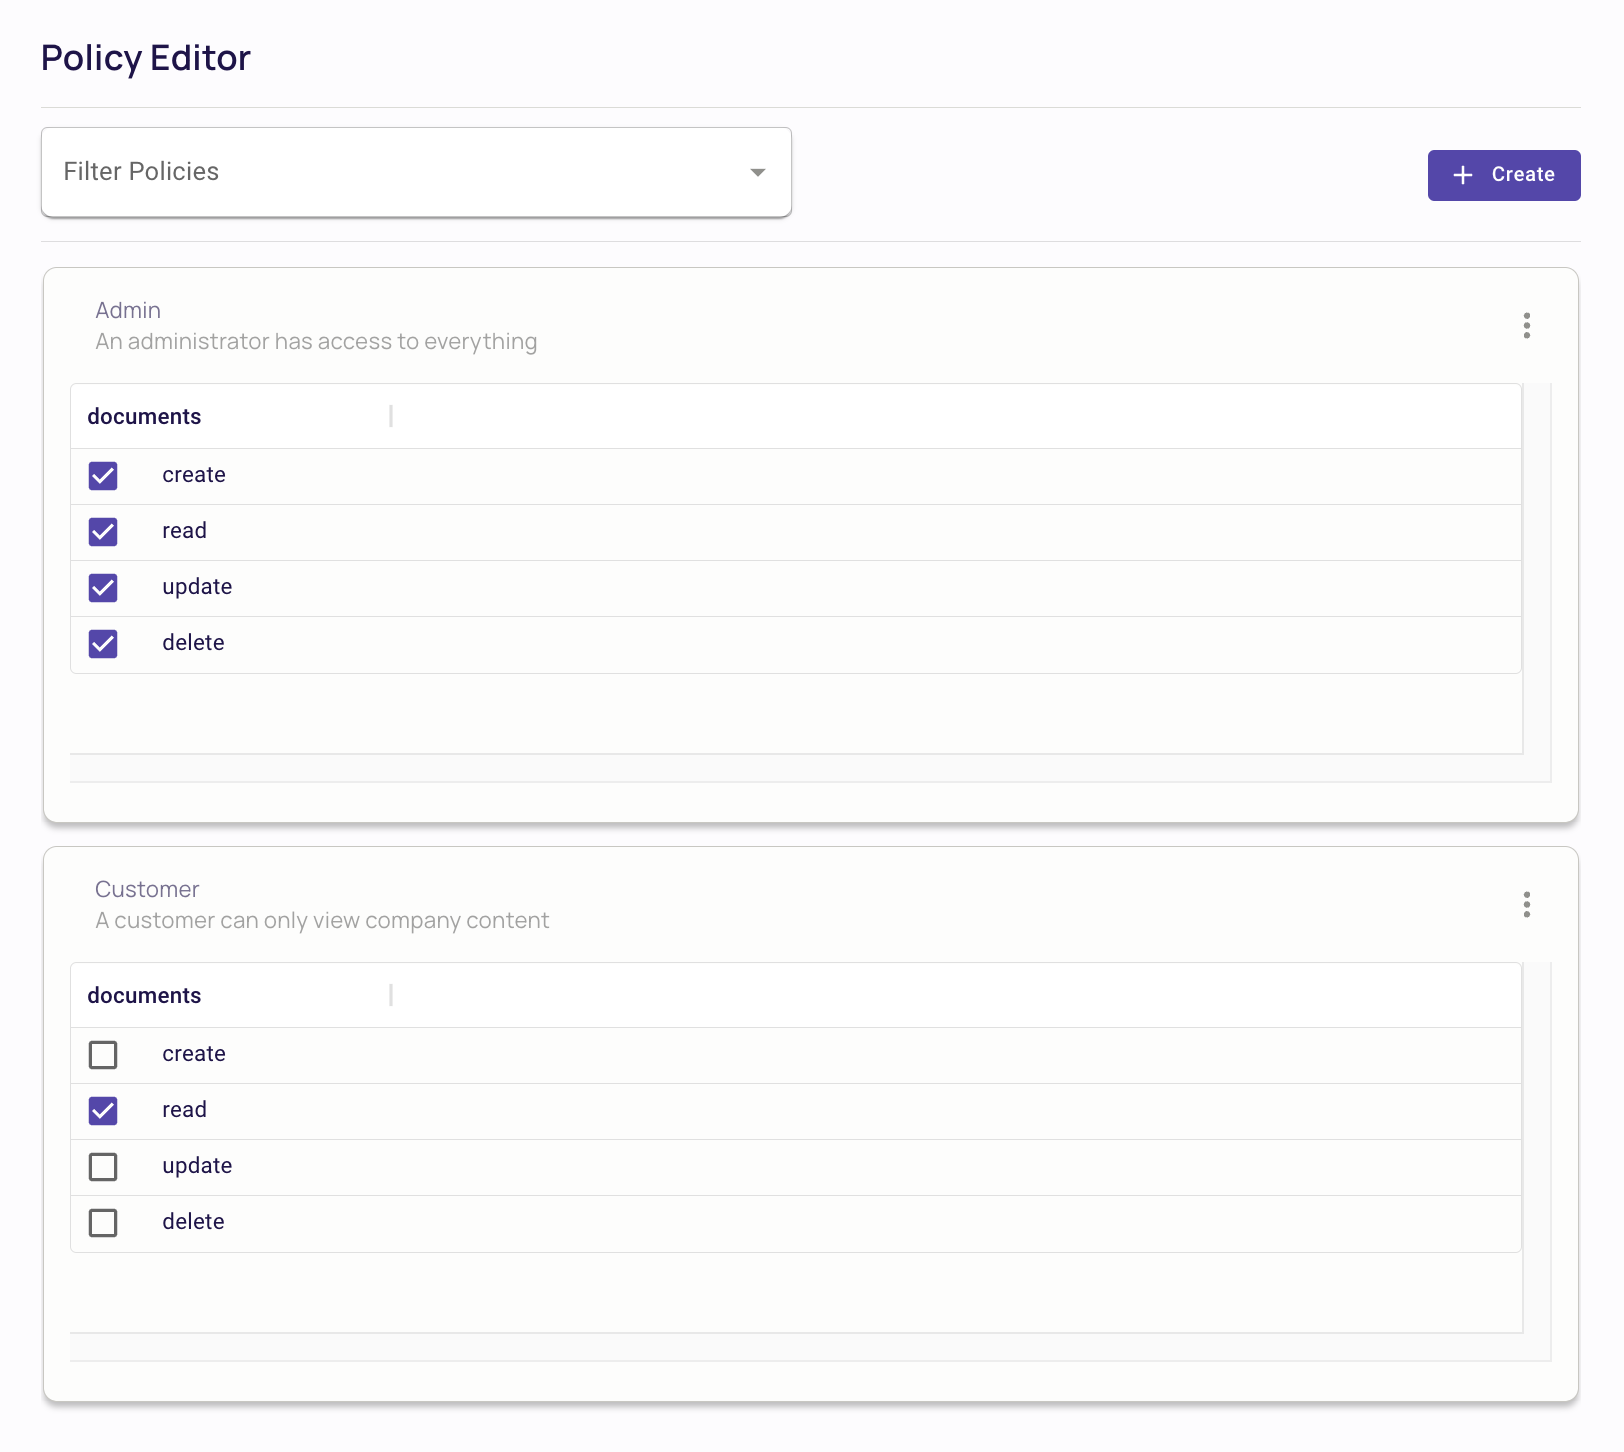 Policy Editor
Filter Policies
Create
Admin
An administrator has access to everything
documents
create
read
update
delete
Customer
A customer can only view company content
documents
create
read
update
delete